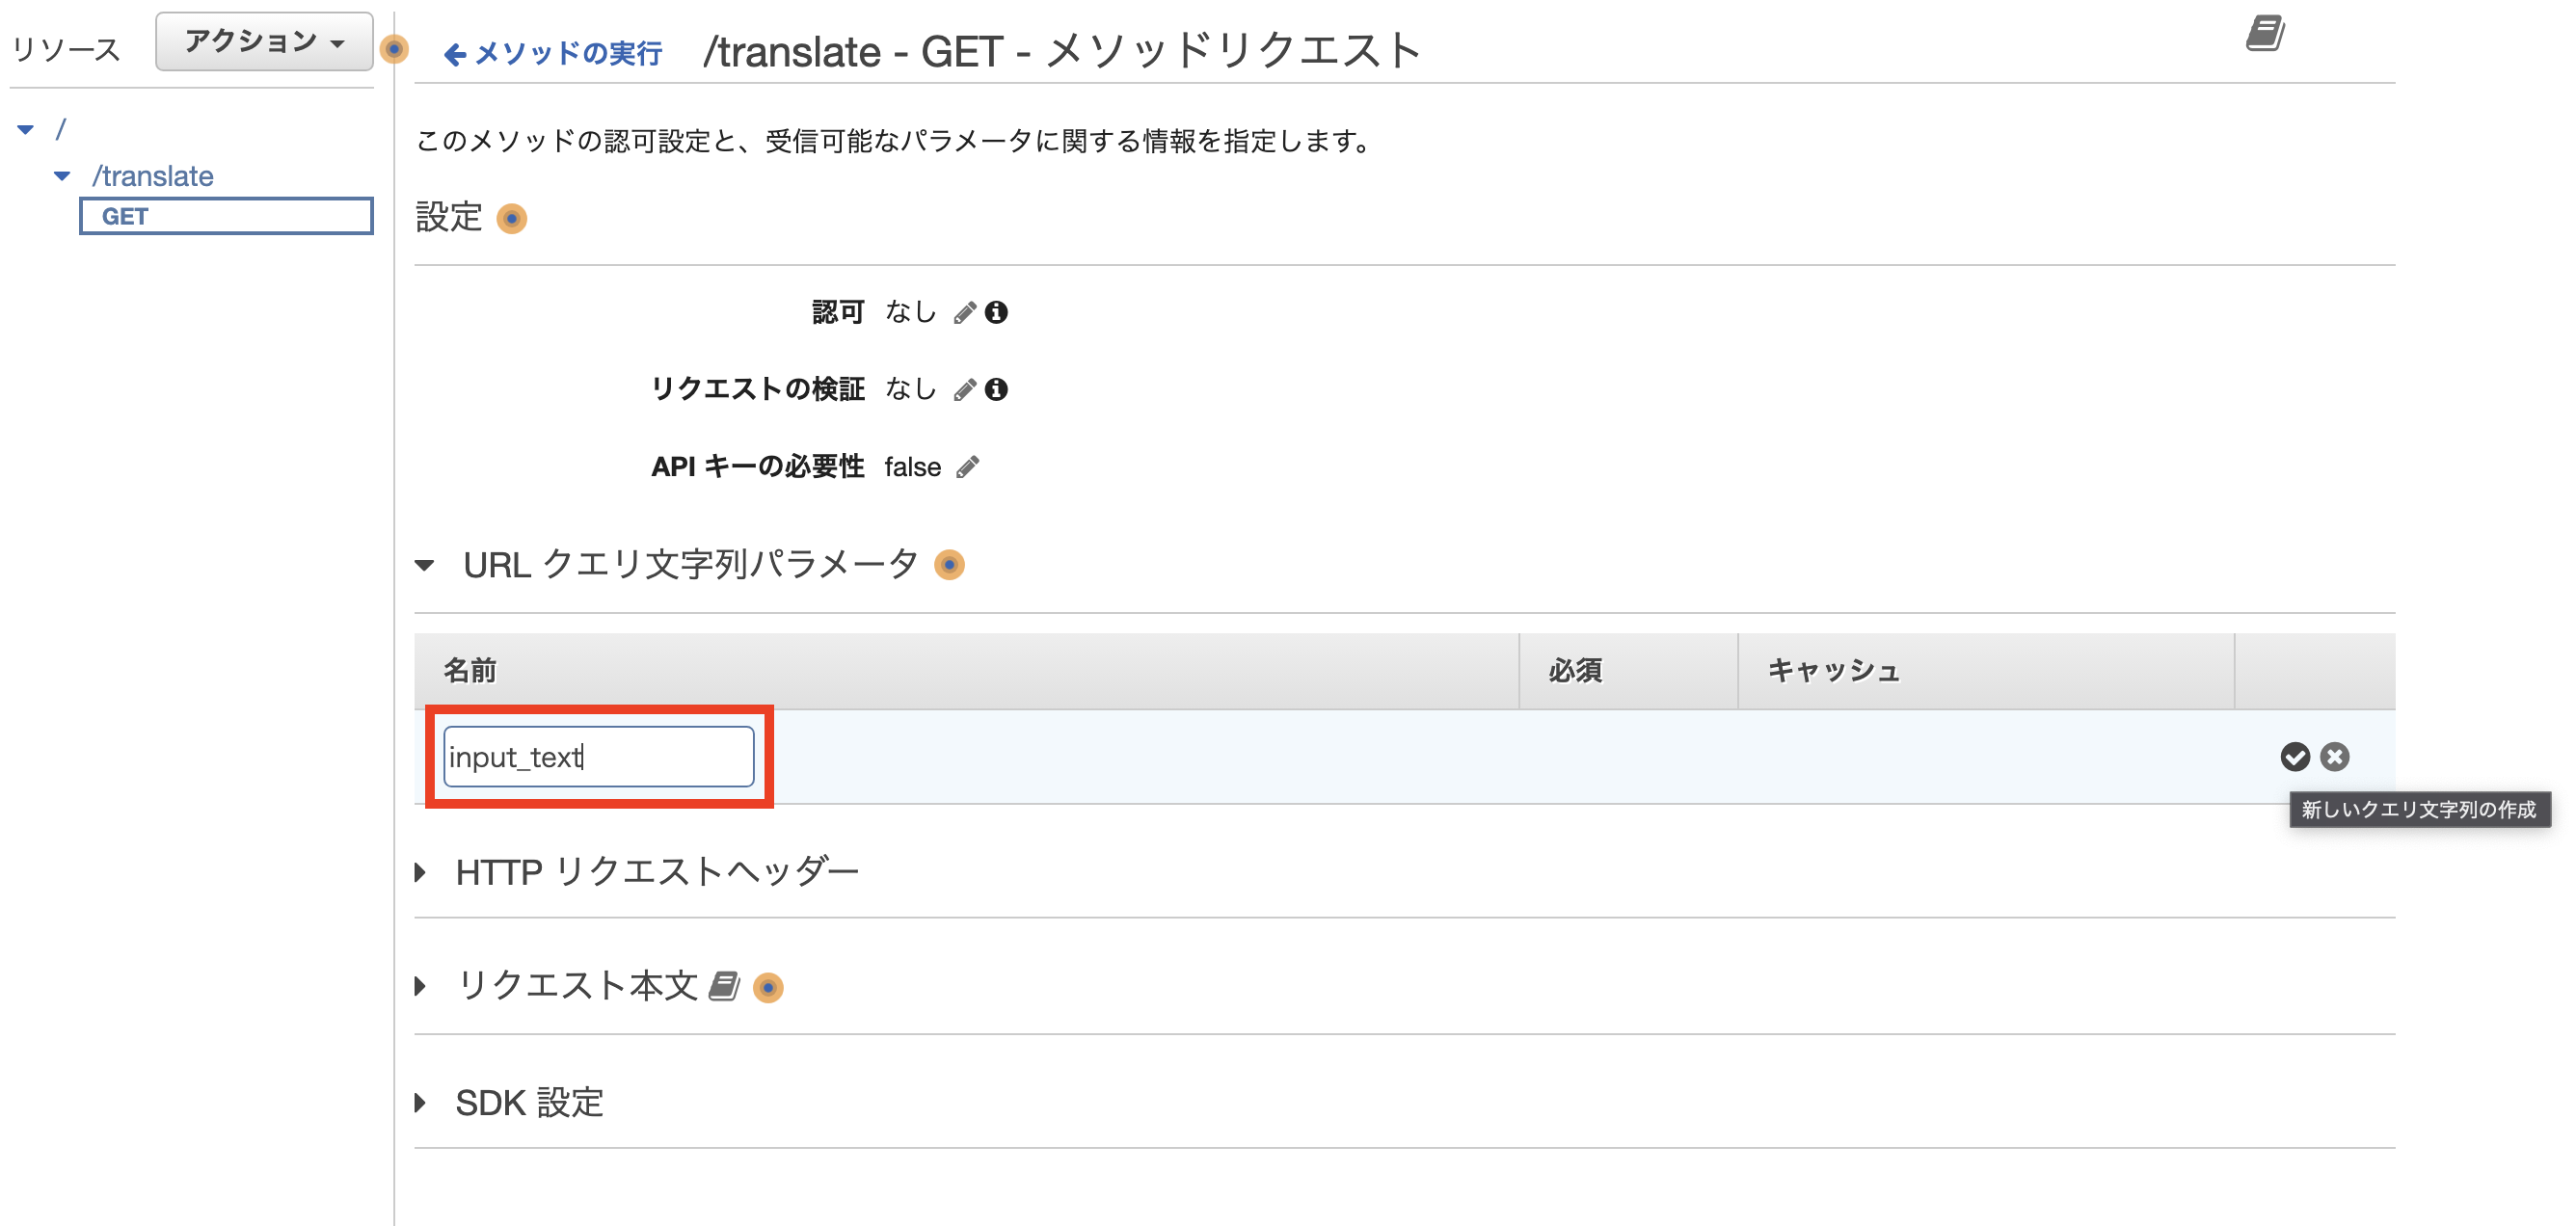 リソース
アクション
/
/translate
GET
メソッドの実行
/translate - GET - メソッドリクエスト
このメソッドの認可設定と、受信可能なパラメータに関する情報を指定します。
設定
認可 なし
リクエストの検証 なし
API キーの必要性 false
URL クエリ文字列パラメータ
名前 必須 キャッシュ
input_text
新しいクエリ文字列の作成
HTTP リクエストヘッダー
リクエスト本文
SDK 設定